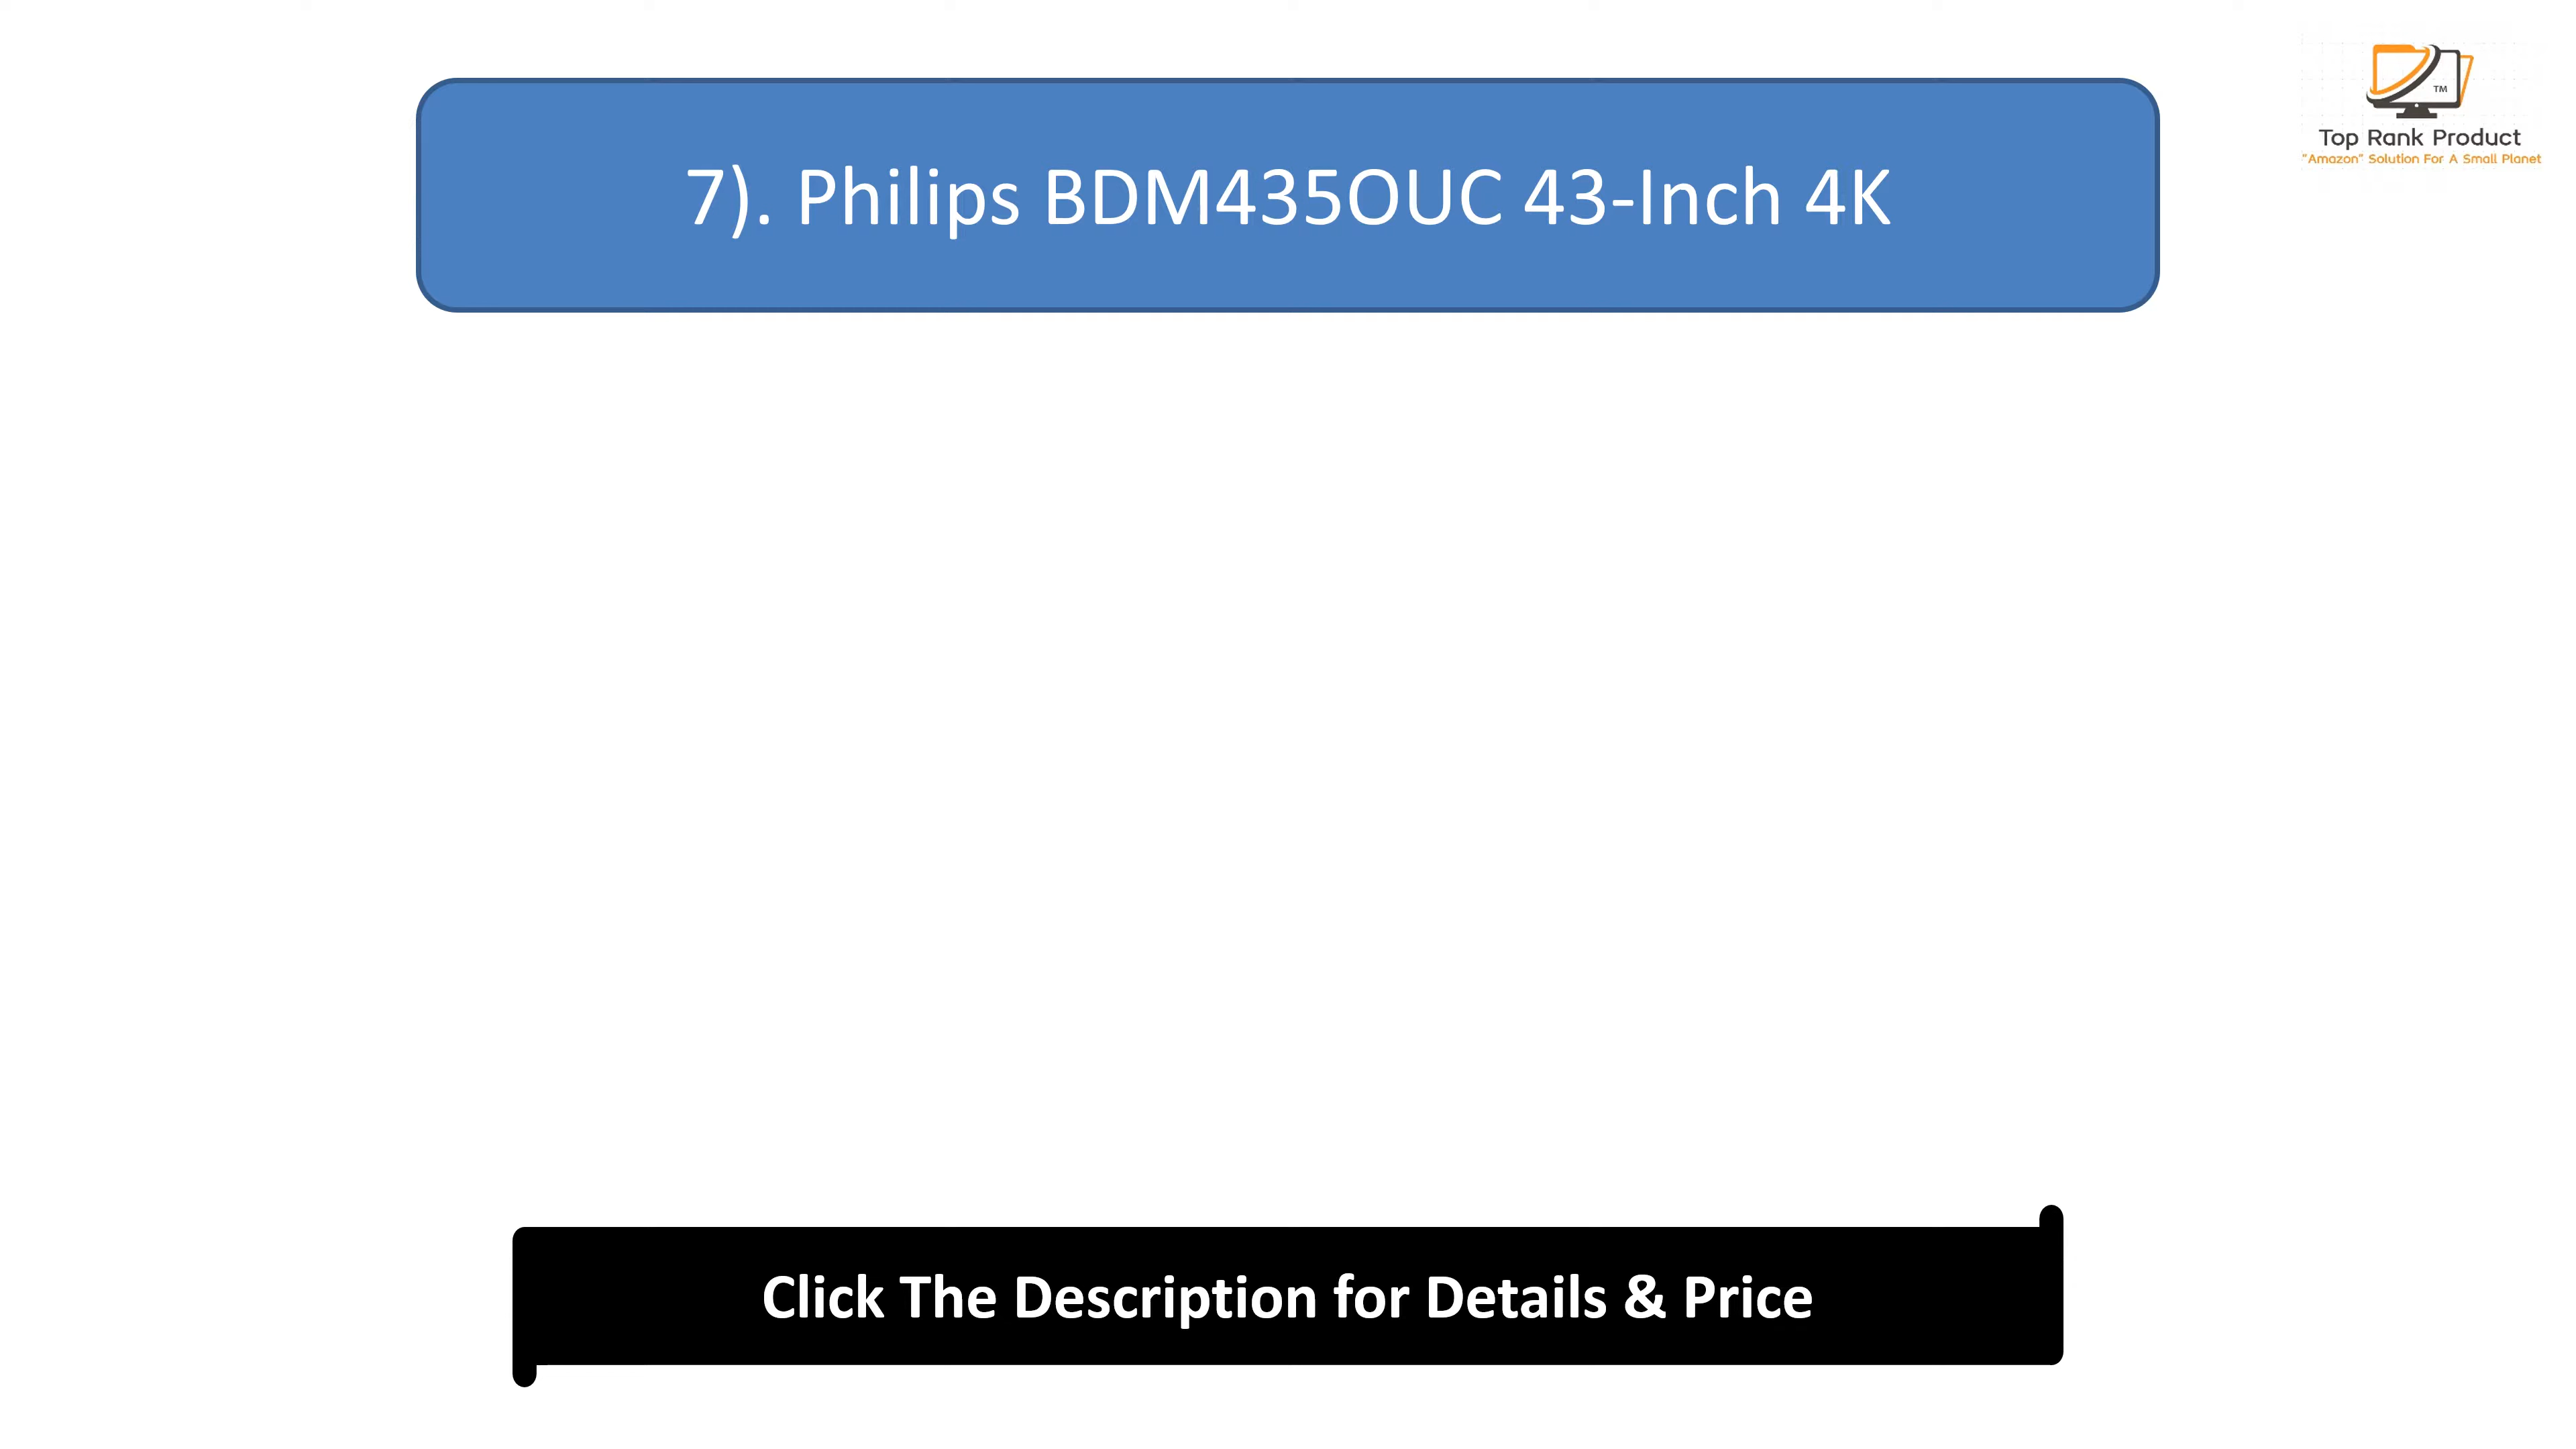 7). Philips BDM435OUC 43-Inch 4K
TM
Top Rank Product
"Amazon" Solution For A Small Planet
Click The Description for Details & Price